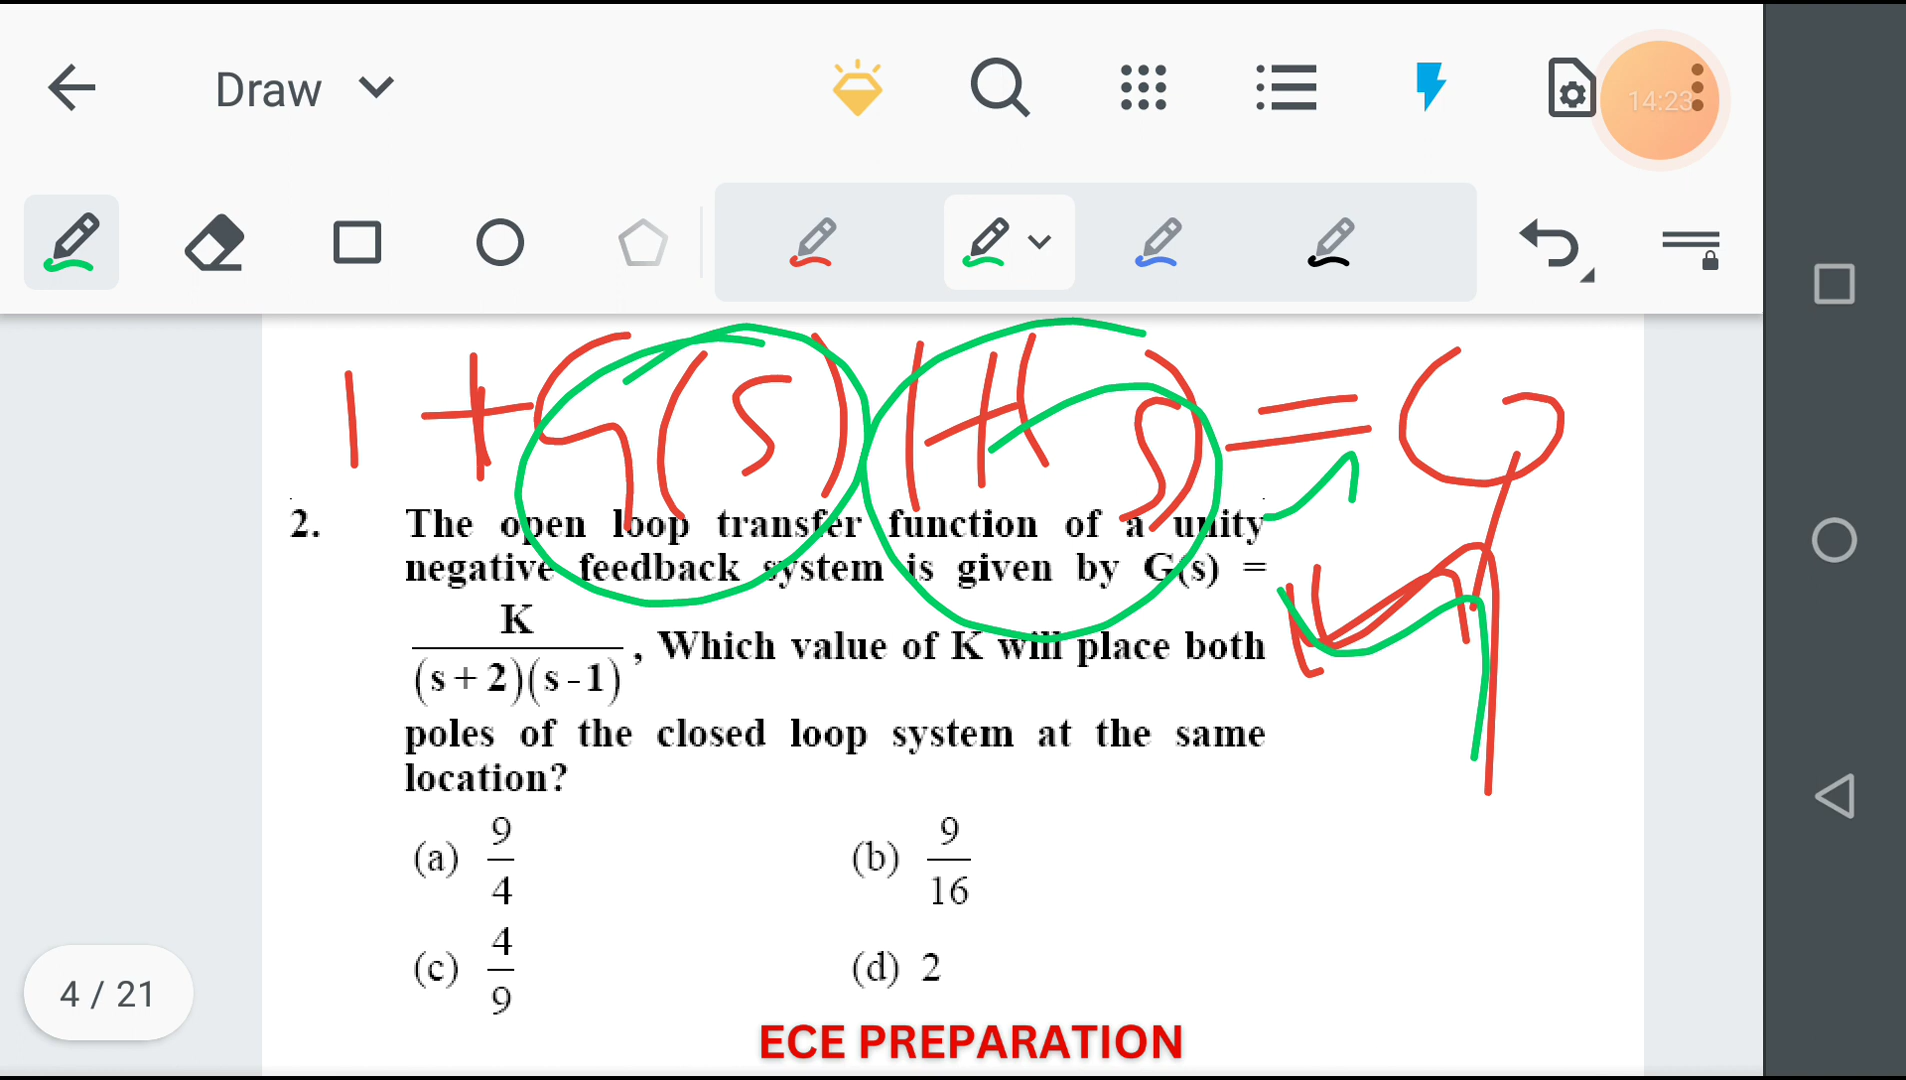 Draw
14:23
1 + G(s) (H s) = 0
2. The open loop transfer function of a unity
negative feedback system is given by G(s) =
K
(s+2)(s-1) , Which value of K will place both
poles of the closed loop system at the same
location?
(a) 9/4 (b) 9/16
(c) 4/9 (d) 2
4 / 21
ECE PREPARATION